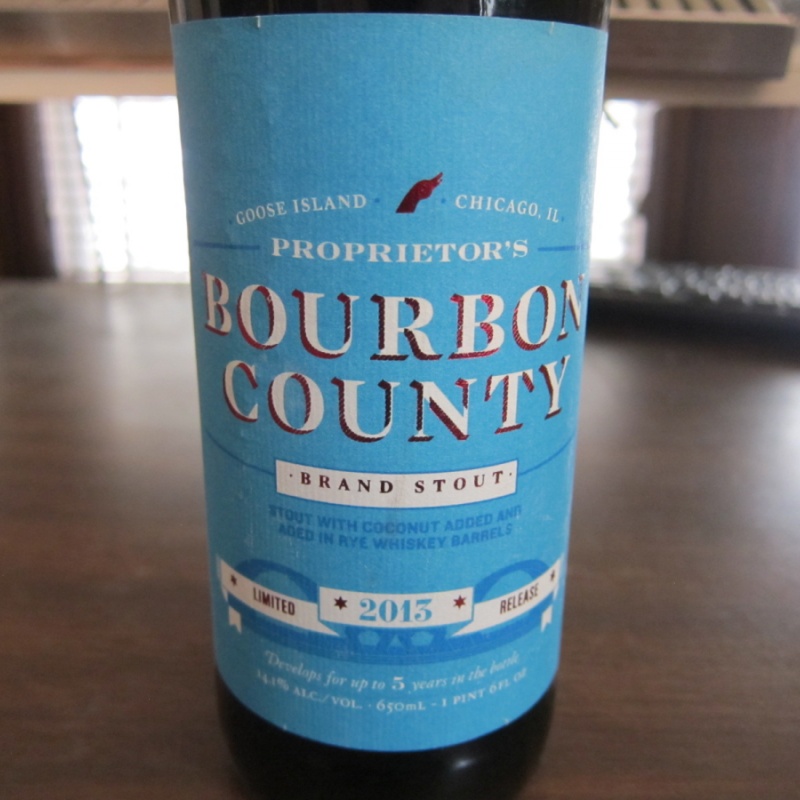 GOOSE ISLAND CHICAGO, IL
PROPRIETOR'S
BOURBON
COUNTY
·BRAND STOUT·
STOUT WITH COCONUT ADDED AND
AGED IN RYE WHISKEY BARRELS
LIMITED 2013 RELEASE
Develops for up to 5 years in the bottle
14.1% ALC./VOL. · 650mL - 1 PINT 6FL OZ